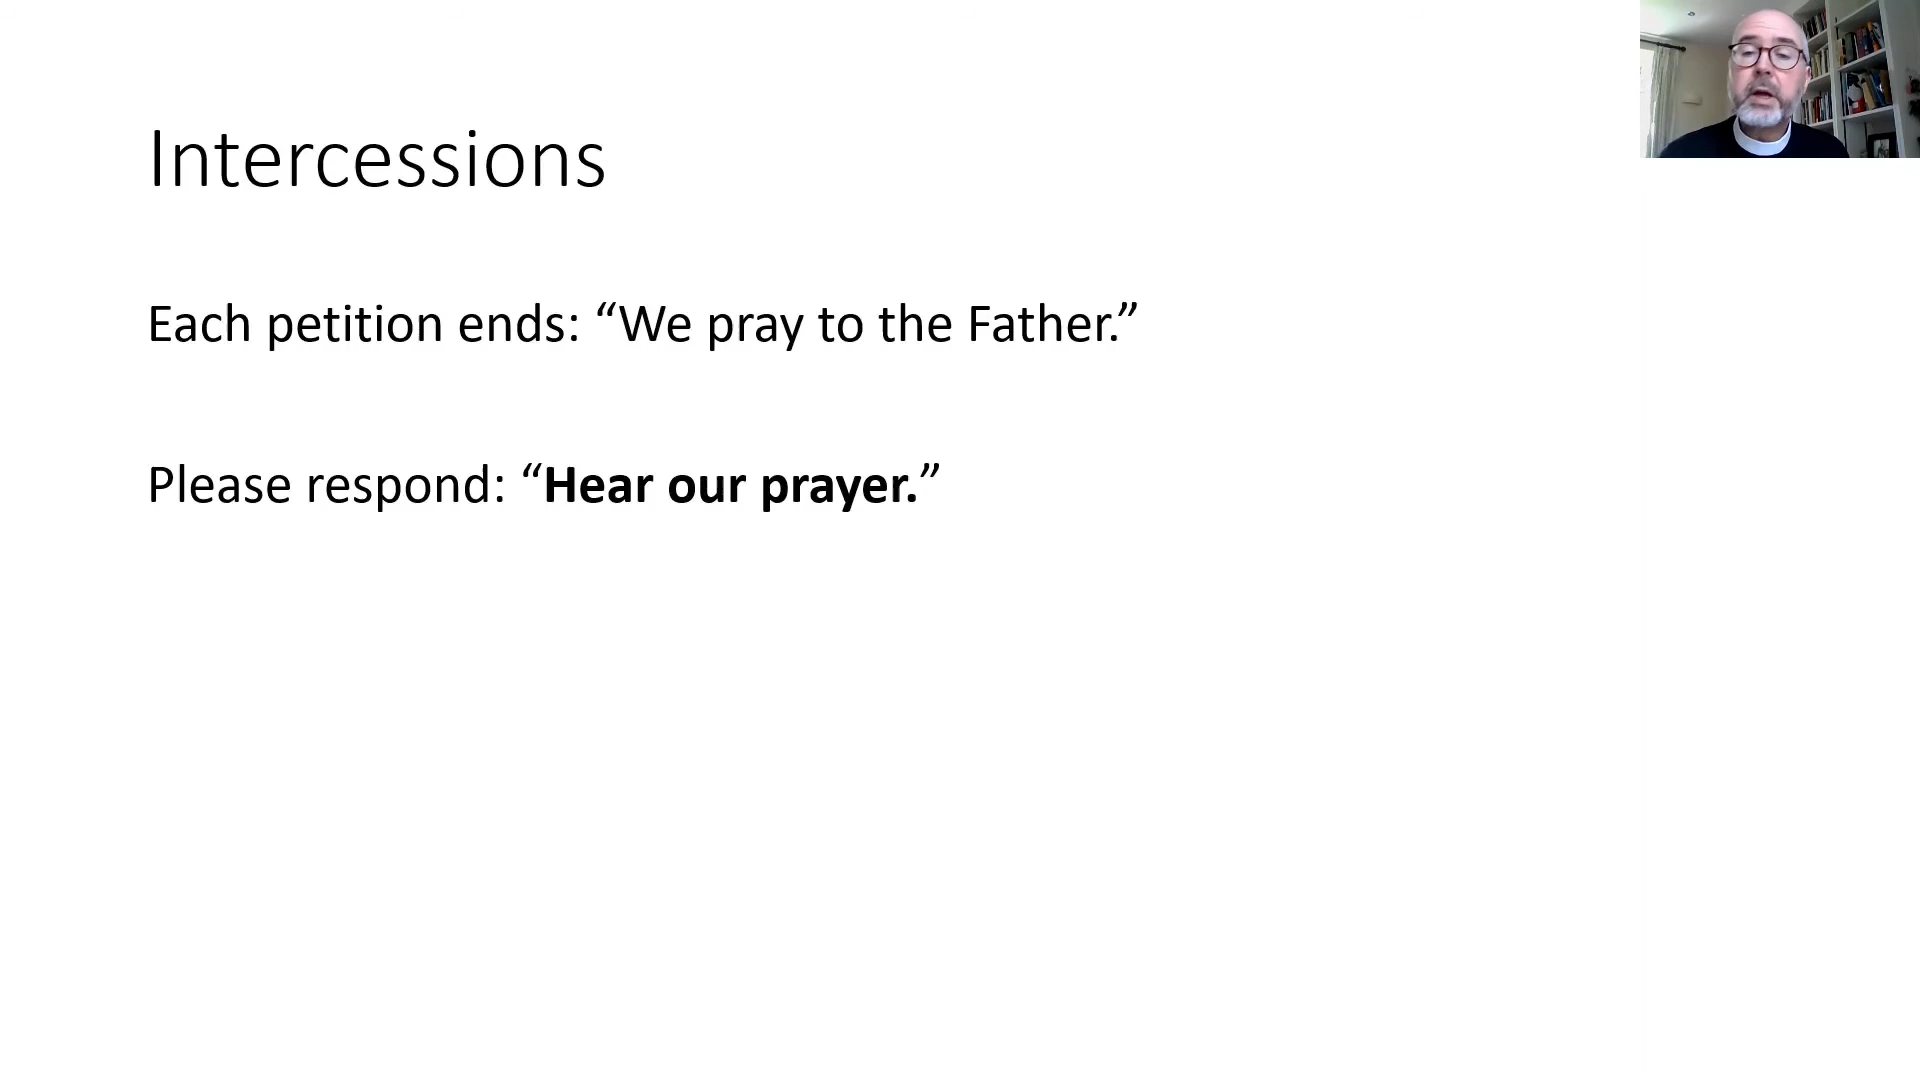 Intercessions
Each petition ends: “We pray to the Father.”
Please respond: “Hear our prayer.”